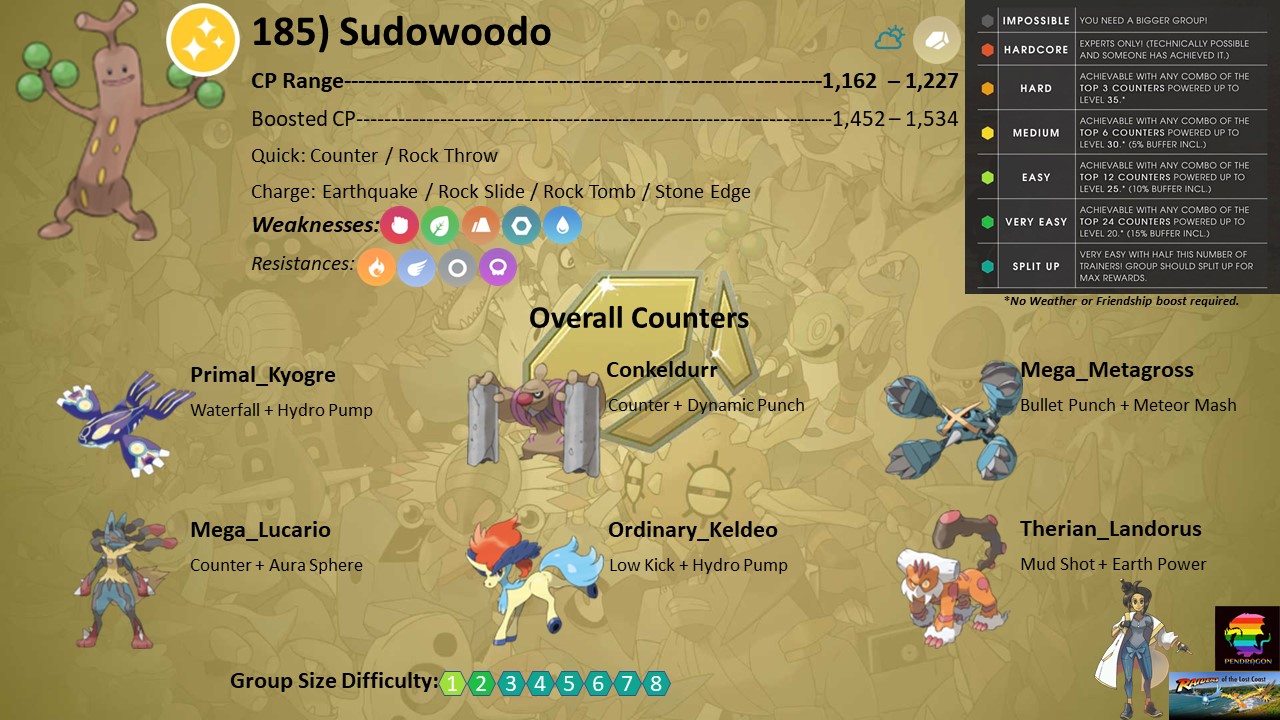 185) Sudowoodo
CP Range--------------------------------------------------------------------1,162 – 1,227
Boosted CP--------------------------------------------------------------------1,452 – 1,534
Quick: Counter / Rock Throw
Charge: Earthquake / Rock Slide / Rock Tomb / Stone Edge
Weaknesses:
Resistances:
IMPOSSIBLE YOU NEED A BIGGER GROUP!
HARDCORE EXPERTS ONLY! (TECHNICALLY POSSIBLE
AND SOMEONE HAS ACHIEVED IT.)
HARD ACHIEVABLE WITH ANY COMBO OF THE
TOP 3 COUNTERS POWERED UP TO
LEVEL 35.*
MEDIUM ACHIEVABLE WITH ANY COMBO OF THE
TOP 6 COUNTERS POWERED UP TO
LEVEL 30.* (5% BUFFER INCL.)
EASY ACHIEVABLE WITH ANY COMBO OF THE
TOP 12 COUNTERS POWERED UP TO
LEVEL 25.* (10% BUFFER INCL.)
VERY EASY ACHIEVABLE WITH ANY COMBO OF THE
TOP 24 COUNTERS POWERED UP TO
LEVEL 20.* (15% BUFFER INCL.)
SPLIT UP VERY EASY WITH HALF THIS NUMBER OF
TRAINERS! GROUP SHOULD SPLIT UP FOR
MAX REWARDS.
*No Weather or Friendship boost required.
Overall Counters
Primal_Kyogre
Waterfall + Hydro Pump
Conkeldurr
Counter + Dynamic Punch
Mega_Metagross
Bullet Punch + Meteor Mash
Mega_Lucario
Counter + Aura Sphere
Ordinary_Keldeo
Low Kick + Hydro Pump
Therian_Landorus
Mud Shot + Earth Power
Group Size Difficulty: 1 2 3 4 5 6 7 8
PENDRAGON
RAIDERS of the Lost Coast